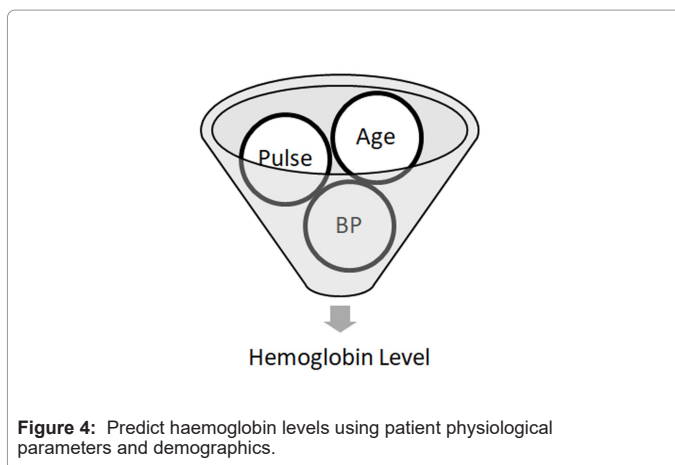 Age
Pulse
BP
Hemoglobin Level
Figure 4: Predict haemoglobin levels using patient physiological
parameters and demographics.